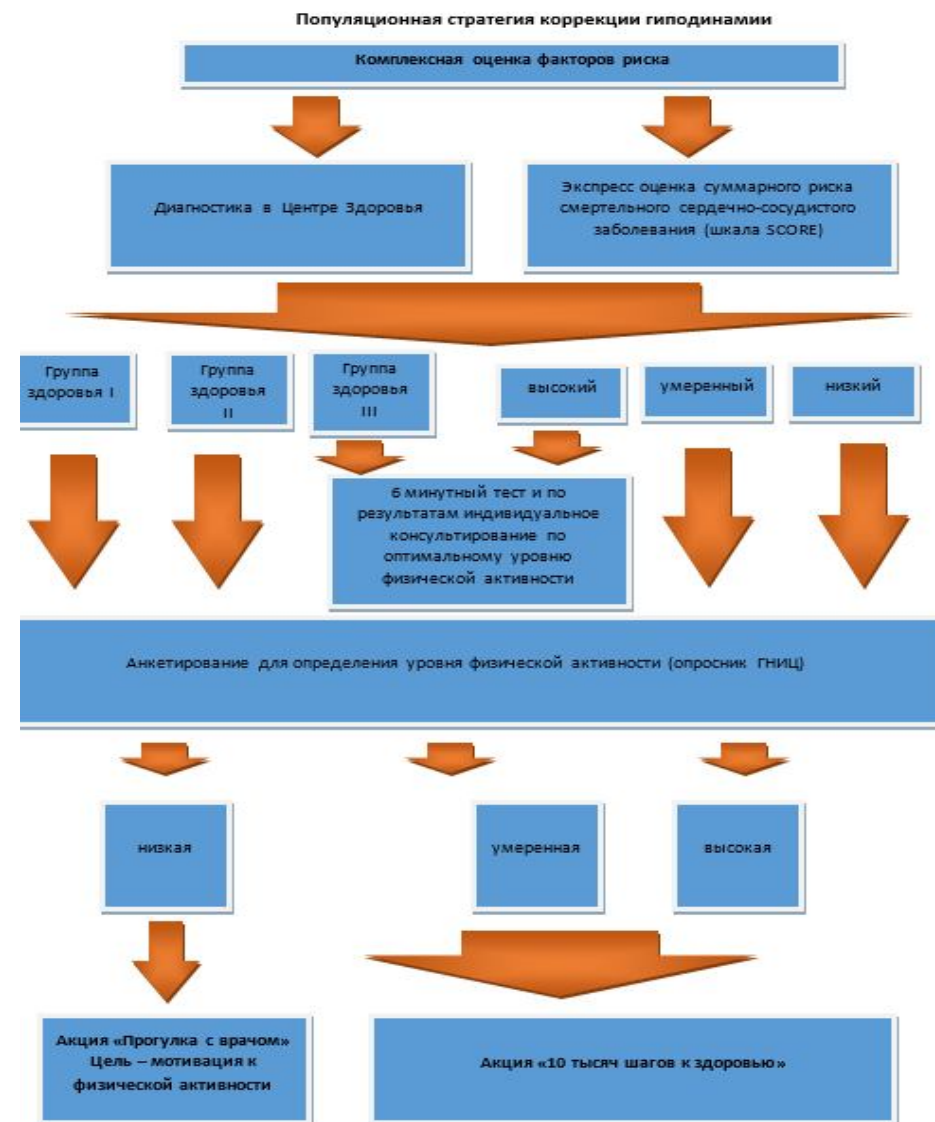 Популяционная стратегия коррекции гиподинамии
Комплексная оценка факторов риска
Диагностика в Центре Здоровья
Экспресс оценка суммарного риска
смертельного сердечно-сосудистого
заболевания (шкала SCORE)
Группа
здоровья I
Группа
здоровья
II
Группа
здоровья
III
высокий
умеренный
низкий
6 минутный тест и по
результатам индивидуальное
консультирование по
оптимальному уровню
физической активности
Анкетирование для определения уровня физической активности (опросник ГНИЦ)
низкая
умеренная
высокая
Акция «Прогулка с врачом»
Цель – мотивация к
физической активности
Акция «10 тысяч шагов к здоровью»